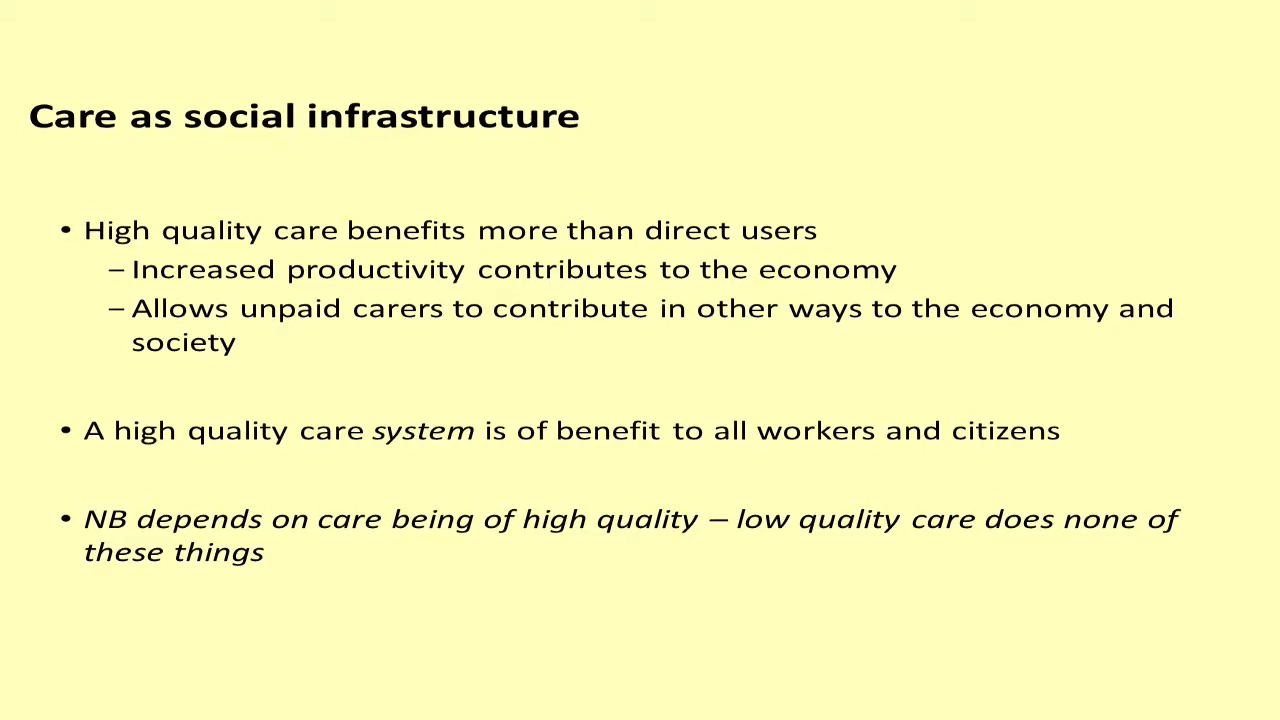 Care as social infrastructure
• High quality care benefits more than direct users
– Increased productivity contributes to the economy
– Allows unpaid carers to contribute in other ways to the economy and
society
• A high quality care system is of benefit to all workers and citizens
• NB depends on care being of high quality – low quality care does none of
these things